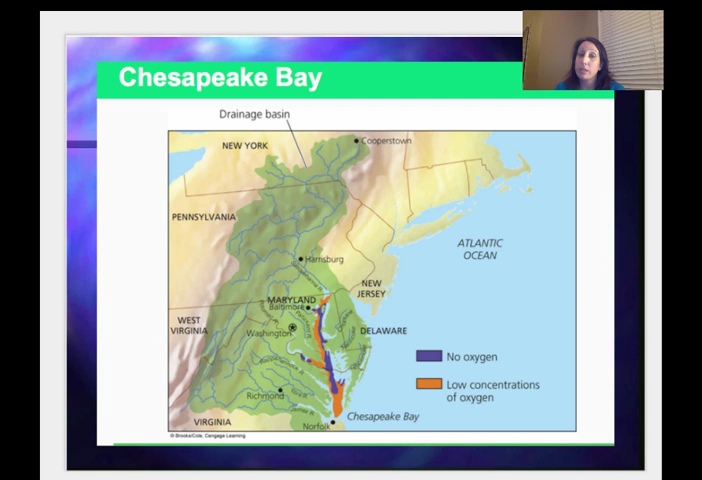 Chesapeake Bay
Drainage basin
NEW YORK
Cooperstown
PENNSYLVANIA
ATLANTIC
OCEAN
Harrisburg
NEW
JERSEY
MARYLAND
Baltimore
WEST
VIRGINIA
Washington
DELAWARE
No oxygen
Low concentrations
of oxygen
Richmond
Chesapeake Bay
VIRGINIA
Norfolk
© Brooks/Cole, Cengage Learning